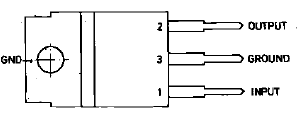 2 OUTPUT
GND
3 GROUND
1 INPUT